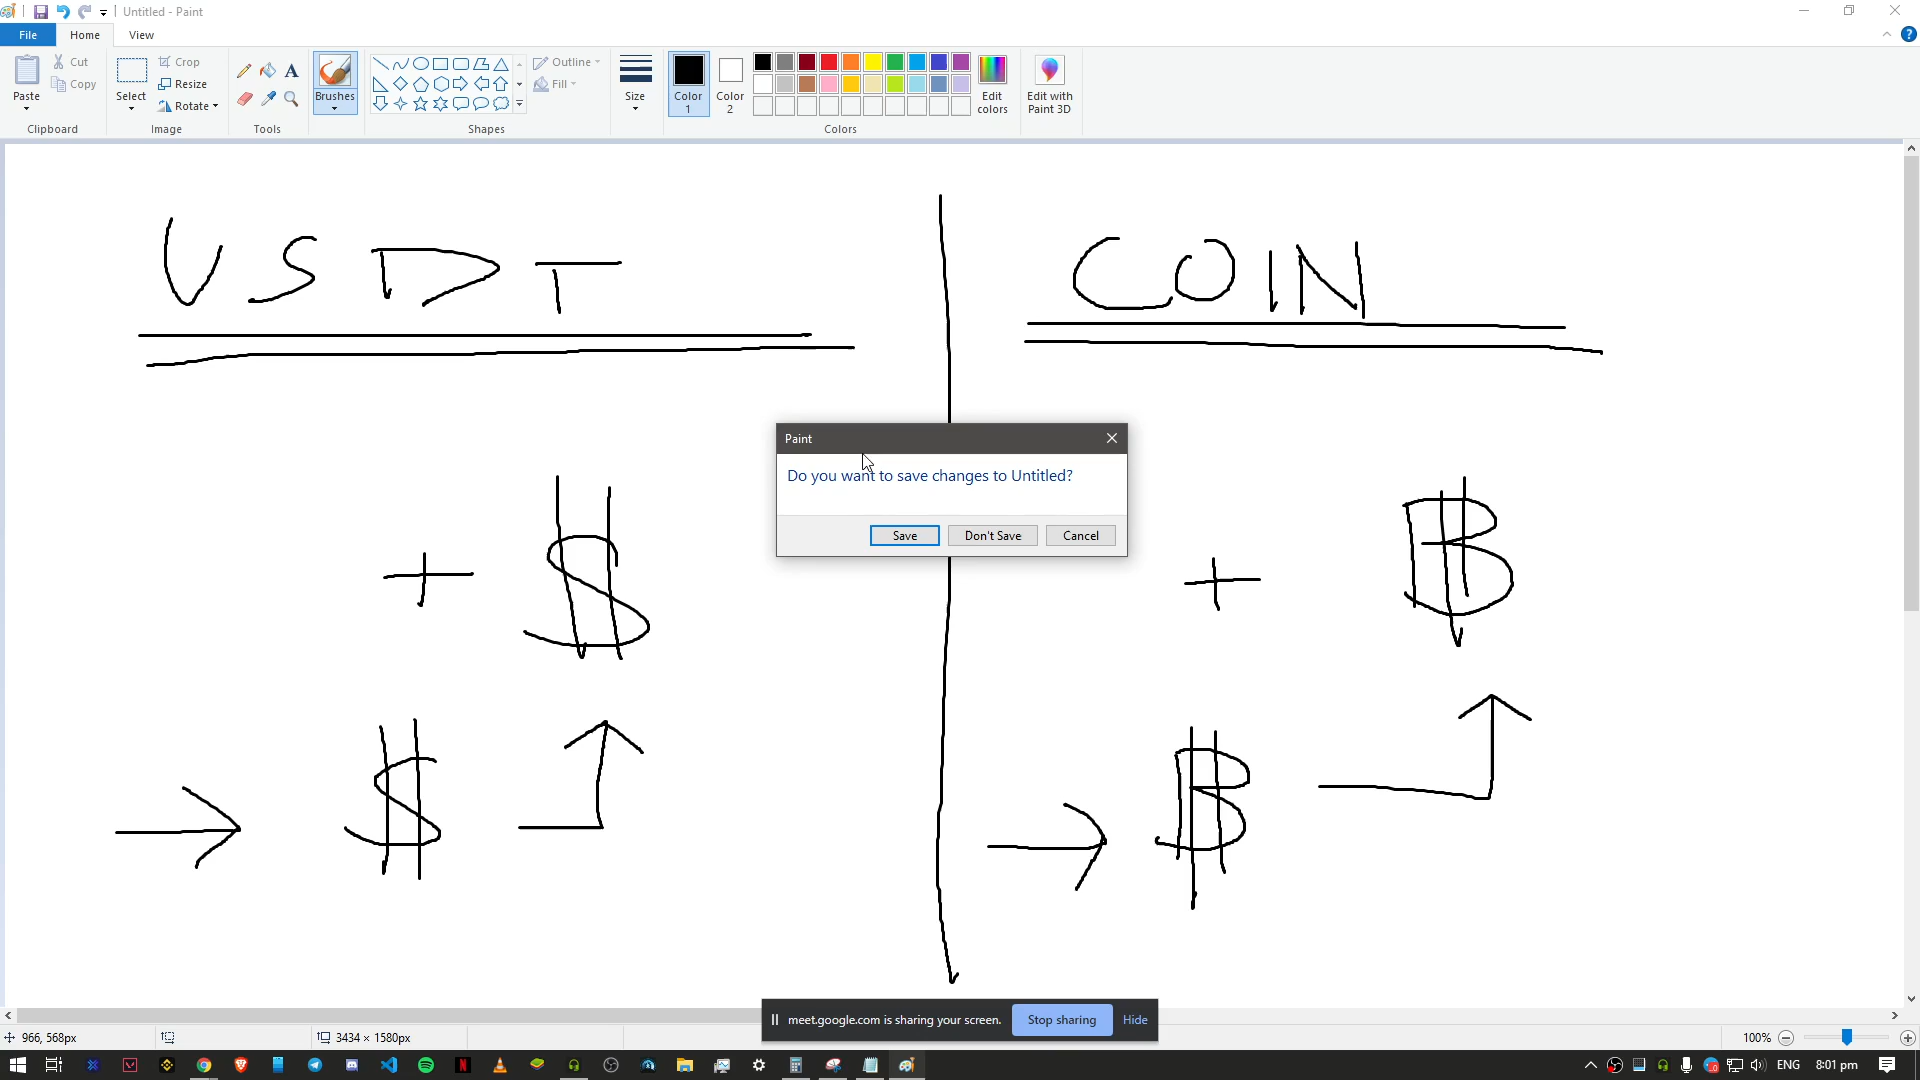 Untitled - Paint
File Home View
Paste
Cut
Copy
Clipboard
Select
Crop
Resize
Rotate
Image
A
Tools
Brushes
Outline
Fill
Shapes
Size
Color 1
Color 2
Edit colors
Colors
Edit with Paint 3D
USDT
COIN
Paint
Do you want to save changes to Untitled?
Save Don't Save Cancel
+ $
+ ₿
$
₿
meet.google.com is sharing your screen. Stop sharing Hide
966, 568px
3434 × 1580px
100%
ENG 8:01 pm